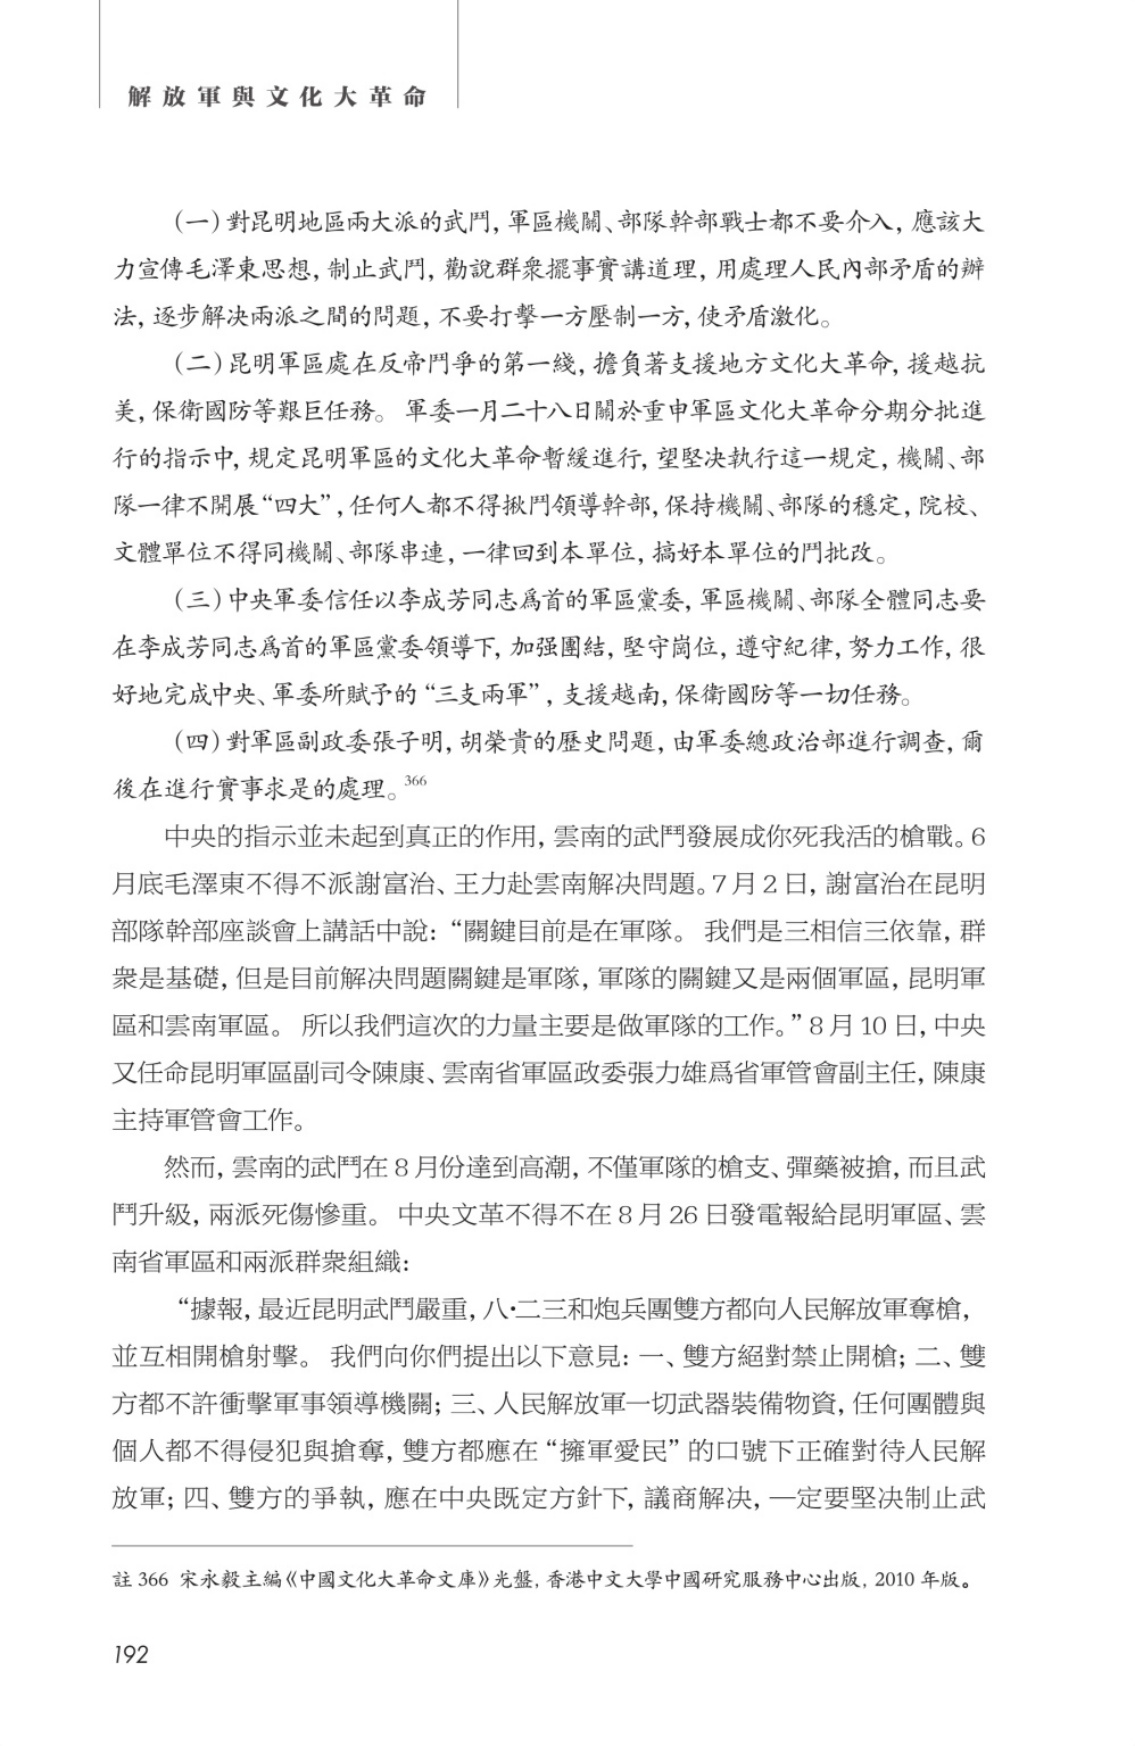 解放軍與文化大革命
(一)對昆明地區兩大派的武鬥,軍區機關、部隊幹部戰士都不要介入,應該大
力宣傳毛澤東思想,制止武鬥,勸說群衆擺事實講道理,用處理人民內部矛盾的辦
法,逐步解決兩派之間的問題,不要打擊一方壓制一方,使矛盾激化。
(二)昆明軍區處在反帝鬥爭的第一綫,擔負著支援地方文化大革命,援越抗
美,保衛國防等艱巨任務。 軍委一月二十八日關於重申軍區文化大革命分期分批進
行的指示中,規定昆明軍區的文化大革命暫緩進行,望堅決執行這一規定,機關、部
隊一律不開展“四大”,任何人都不得揪鬥領導幹部,保持機關、部隊的穩定,院校、
文體單位不得同機關、部隊串連,一律回到本單位,搞好本單位的鬥批改。
(三)中央軍委信任以李成芳同志爲首的軍區黨委,軍區機關、部隊全體同志要
在李成芳同志爲首的軍區黨委領導下,加强團結,堅守崗位,遵守紀律,努力工作,很
好地完成中央、軍委所賦予的“三支兩軍”,支援越南,保衛國防等一切任務。
(四)對軍區副政委張子明,胡榮貴的歷史問題,由軍委總政治部進行調查,爾
後在進行實事求是的處理。366
中央的指示並未起到真正的作用,雲南的武鬥發展成你死我活的槍戰。6
月底毛澤東不得不派謝富治、王力赴雲南解决問題。7月2日,謝富治在昆明
部隊幹部座談會上講話中說:“關鍵目前是在軍隊。 我們是三相信三依靠,群
衆是基礎,但是目前解决問題關鍵是軍隊,軍隊的關鍵又是兩個軍區,昆明軍
區和雲南軍區。 所以我們這次的力量主要是做軍隊的工作。”8月10日,中央
又任命昆明軍區副司令陳康、雲南省軍區政委張力雄爲省軍管會副主任,陳康
主持軍管會工作。
然而,雲南的武鬥在8月份達到高潮,不僅軍隊的槍支、彈藥被搶,而且武
鬥升級,兩派死傷慘重。 中央文革不得不在8月26日發電報給昆明軍區、雲
南省軍區和兩派群衆組織:
“據報,最近昆明武鬥嚴重,八·二三和炮兵團雙方都向人民解放軍奪槍,
並互相開槍射擊。 我們向你們提出以下意見:一、雙方絕對禁止開槍;二、雙
方都不許衝擊軍事領導機關;三、人民解放軍一切武器裝備物資,任何團體與
個人都不得侵犯與搶奪,雙方都應在“擁軍愛民”的口號下正確對待人民解
放軍;四、雙方的爭執,應在中央既定方針下,議商解决,一定要堅决制止武
註 366 宋永毅主編《中國文化大革命文庫》光盤,香港中文大學中國研究服務中心出版,2010 年版。
192